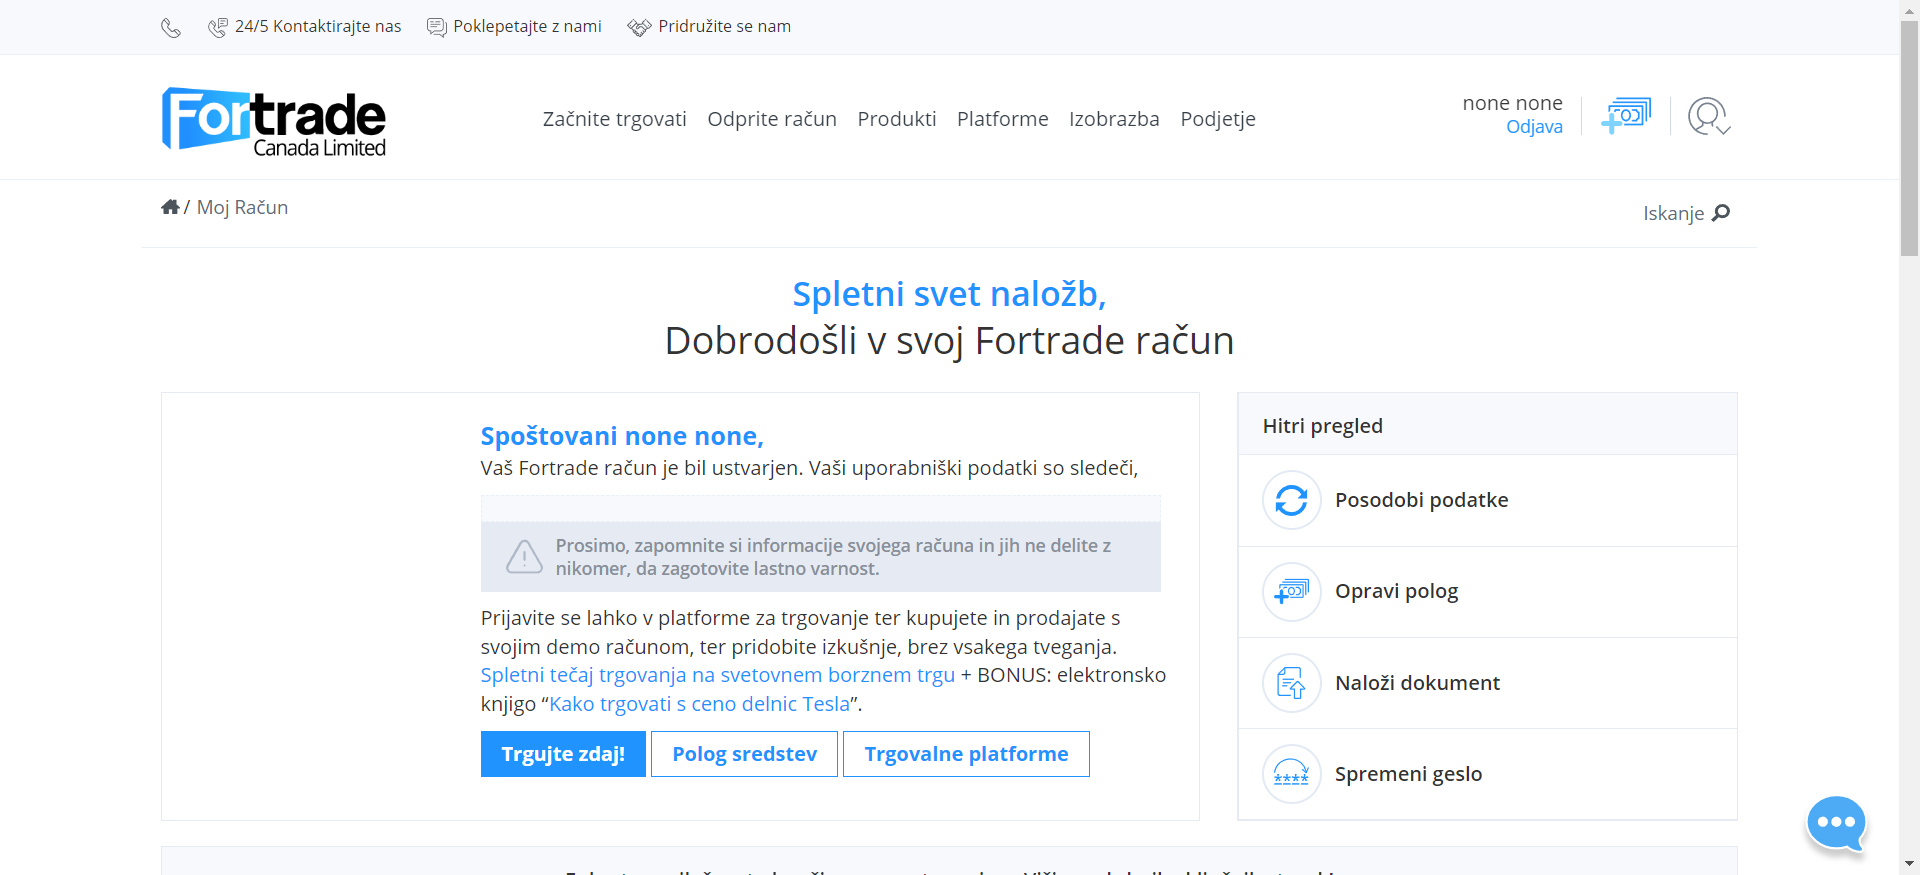 24/5 Kontaktirajte nas
Poklepetajte z nami
Pridružite se nam
Fortrade
Canada Limited
Začnite trgovati
Odprite račun
Produkti
Platforme
Izobrazba
Podjetje
none none
Odjava
/ Moj Račun
Iskanje
Spletni svet naložb,
Dobrodošli v svoj Fortrade račun
Spoštovani none none,
Vaš Fortrade račun je bil ustvarjen. Vaši uporabniški podatki so sledeči,
Prosimo, zapomnite si informacije svojega računa in jih ne delite z
nikomer, da zagotovite lastno varnost.
Prijavite se lahko v platforme za trgovanje ter kupujete in prodajate s
svojim demo računom, ter pridobite izkušnje, brez vsakega tveganja.
Spletni tečaj trgovanja na svetovnem borznem trgu + BONUS: elektronsko
knjigo “Kako trgovati s ceno delnic Tesla”.
Trgujte zdaj!
Polog sredstev
Trgovalne platforme
Hitri pregled
Posodobi podatke
Opravi polog
Naloži dokument
Spremeni geslo